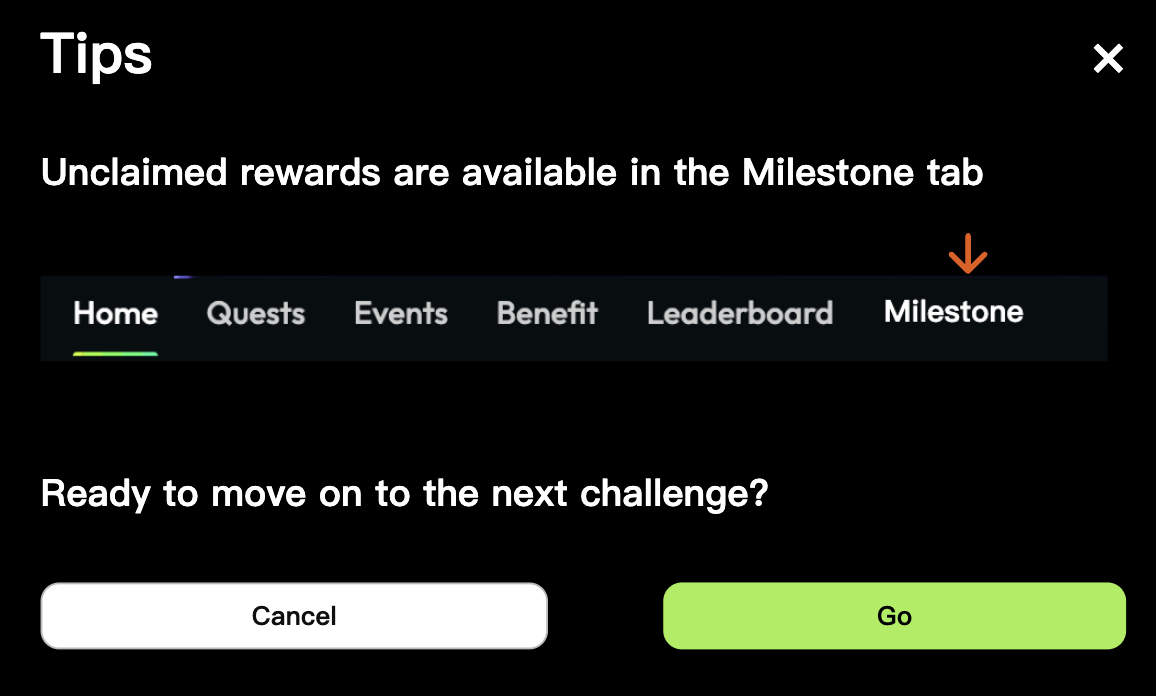 Tips
Unclaimed rewards are available in the Milestone tab
Home Quests Events Benefit Leaderboard Milestone
Ready to move on to the next challenge?
Cancel Go